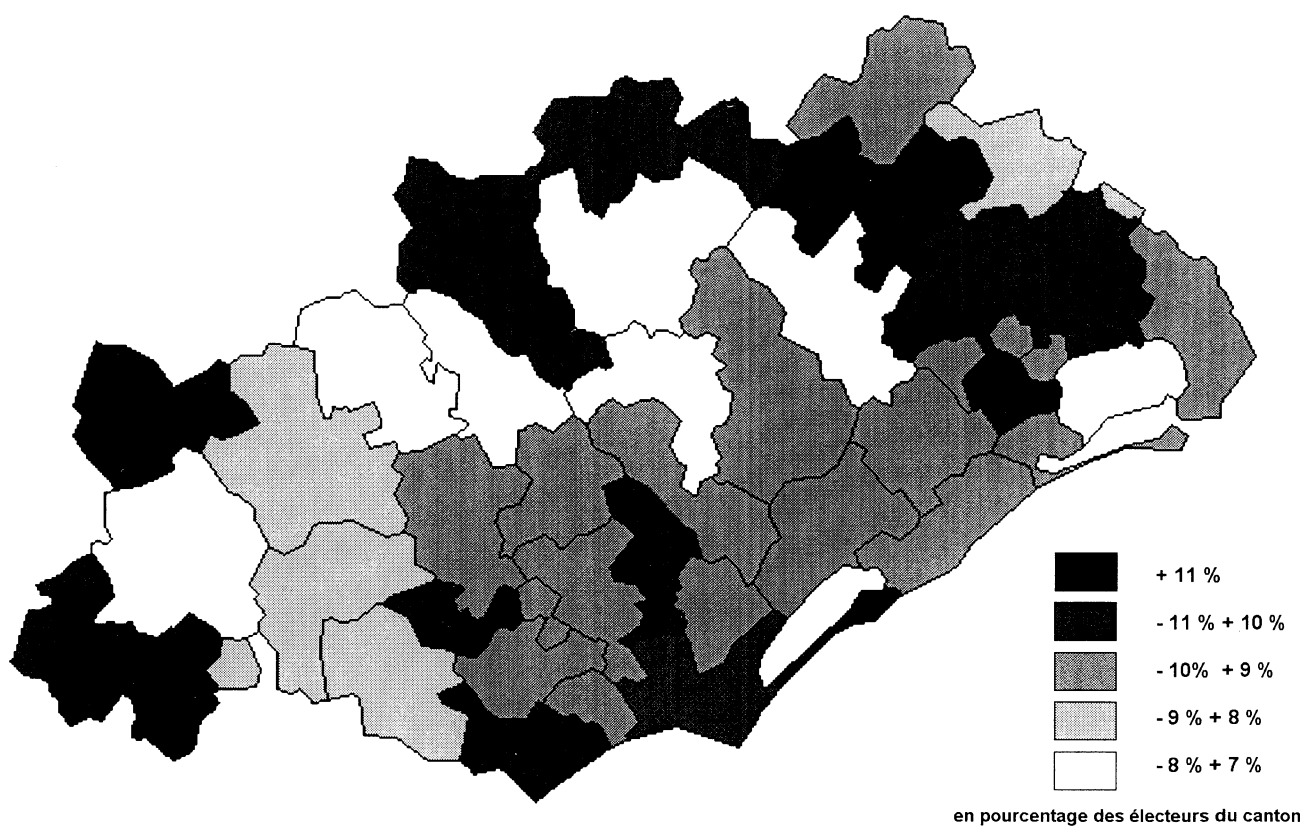 + 11 %
- 11 % + 10 %
- 10% + 9 %
- 9 % + 8 %
- 8 % + 7 %
en pourcentage des électeurs du canton